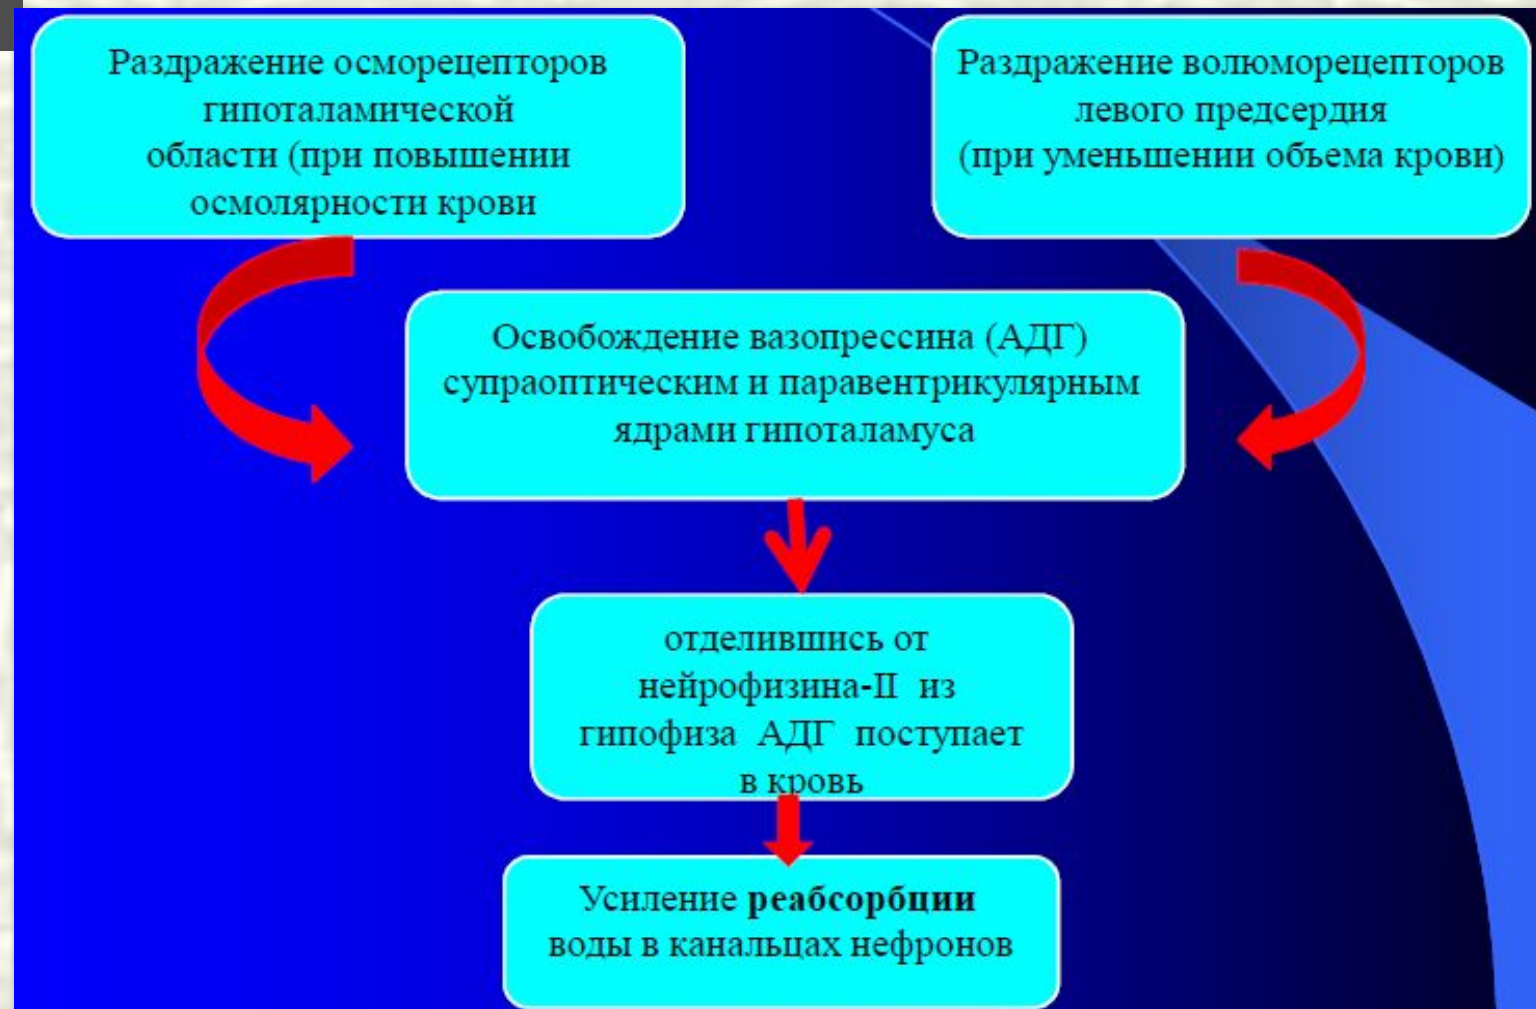 Раздражение осморецепторов
гипоталамической
области (при повышении
осмолярности крови
Раздражение волюморецепторов
левого предсердия
(при уменьшении объема крови)
Освобождение вазопрессина (АДГ)
супраоптическим и паравентрикулярным
ядрами гипоталамуса
отделившись от
нейрофизина-II из
гипофиза АДГ поступает
в кровь
Усиление реабсорбции
воды в канальцах нефронов